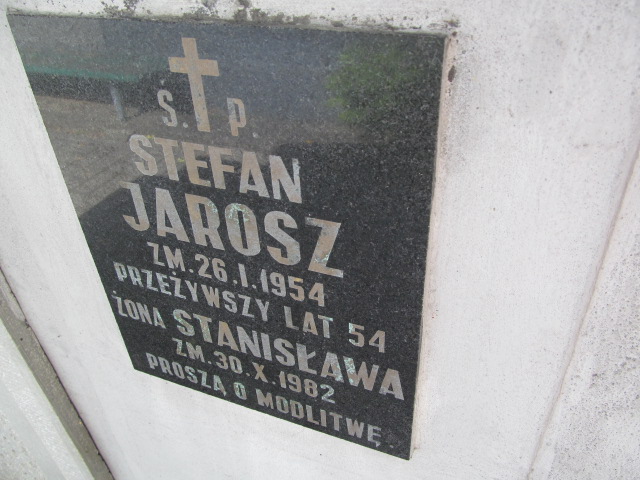 Ś. P.
STEFAN
JAROSZ
ZM. 26. I. 1954
PRZEŻYWSZY LAT 54
ŻONA STANISŁAWA
ZM. 30. X. 1982
PROSZĄ O MODLITWĘ.